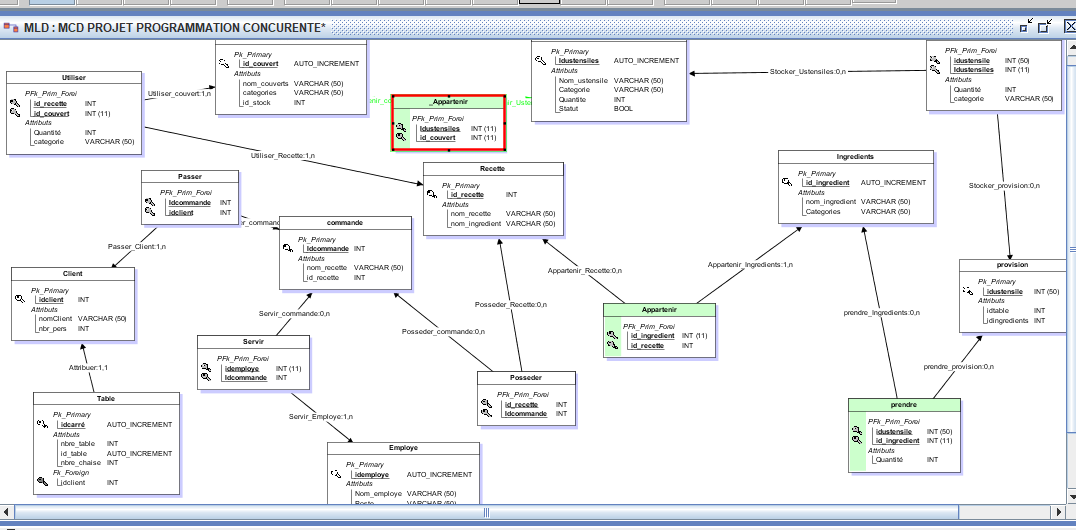 MLD : MCD PROJET PROGRAMMATION CONCURENTE*
id_couvert AUTO_INCREMENT
Attributs
nom_couverts VARCHAR (50)
categories VARCHAR (50)
id_stock INT
Pk_Primary
Idustensiles AUTO_INCREMENT
Attributs
Nom_ustensile VARCHAR (50)
Categorie VARCHAR (50)
Quantite INT
Statut BOOL
Stocker_Ustensiles:0,n
PFk_Prim_Forei
idustensile INT (50)
Idustensiles INT (11)
Attributs
Quantité INT
categorie VARCHAR (50)
Utiliser
PFk_Prim_Forei
id_recette INT
id_couvert INT (11)
Attributs
Quantité INT
categorie VARCHAR (50)
Utiliser_couvert:1,n
_Appartenir
PFk_Prim_Forei
Idustensiles INT (11)
id_couvert INT (11)
Utiliser_Recette:1,n
Recette
Pk_Primary
id_recette INT
Attributs
nom_recette VARCHAR (50)
nom_ingredient VARCHAR (50)
Ingredients
Pk_Primary
id_ingredient AUTO_INCREMENT
Attributs
nom_ingredient VARCHAR (50)
Categories VARCHAR (50)
Stocker_provision:0,n
Passer
PFk_Prim_Forei
Idcommande INT
idclient INT
commande
Pk_Primary
Idcommande INT
Attributs
nom_recette VARCHAR (50)
id_recette INT
Passer_Client:1,n
Client
Pk_Primary
idclient INT
Attributs
nomClient VARCHAR (50)
nbr_pers INT
Appartenir_Recette:0,n
Appartenir_Ingredients:1,n
provision
Pk_Primary
idustensile INT (50)
Attributs
idtable INT
idingredients INT
Servir_commande:0,n
Posseder_Recette:0,n
Posseder_commande:0,n
Appartenir
PFk_Prim_Forei
id_ingredient INT (11)
id_recette INT
prendre_Ingredients:0,n
Servir
PFk_Prim_Forei
idemploye INT (11)
Idcommande INT
Attribuer:1,1
Posseder
PFk_Prim_Forei
id_recette INT
Idcommande INT
prendre_provision:0,n
Table
Pk_Primary
idcarré AUTO_INCREMENT
Attributs
nbre_table INT
id_table AUTO_INCREMENT
nbre_chaise INT
Fk_Foreign
idclient INT
Servir_Employe:1,n
prendre
PFk_Prim_Forei
idustensile INT (50)
id_ingredient INT (11)
Attributs
Quantité INT
Employe
Pk_Primary
idemploye AUTO_INCREMENT
Attributs
Nom_employe VARCHAR (50)